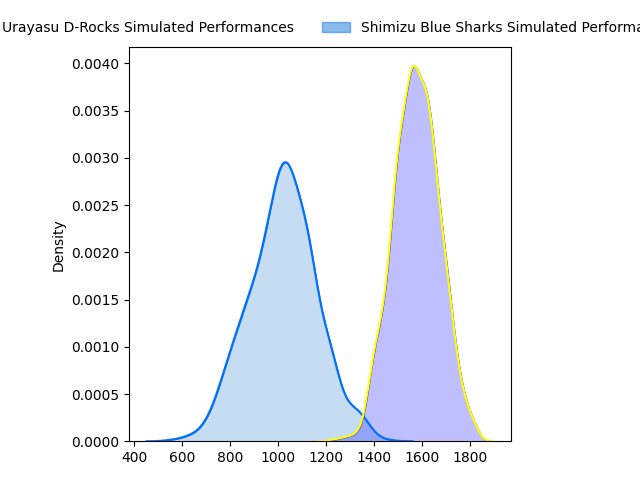 Urayasu D-Rocks Simulated Performances
Shimizu Blue Sharks Simulated Performa
0.0040
0.0035
0.0030
0.0025
0.0020
0.0015
0.0010
0.0005
0.0000
Density
400 600 800 1000 1200 1400 1600 1800